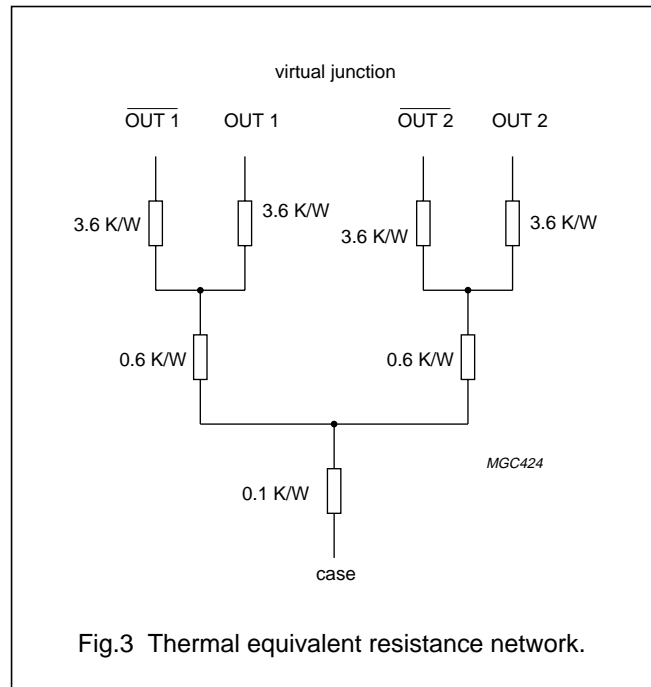 virtual junction
OUT 1 OUT 1 OUT 2 OUT 2
3.6 K/W 3.6 K/W 3.6 K/W 3.6 K/W
0.6 K/W 0.6 K/W
MGC424
0.1 K/W
case
Fig.3 Thermal equivalent resistance network.